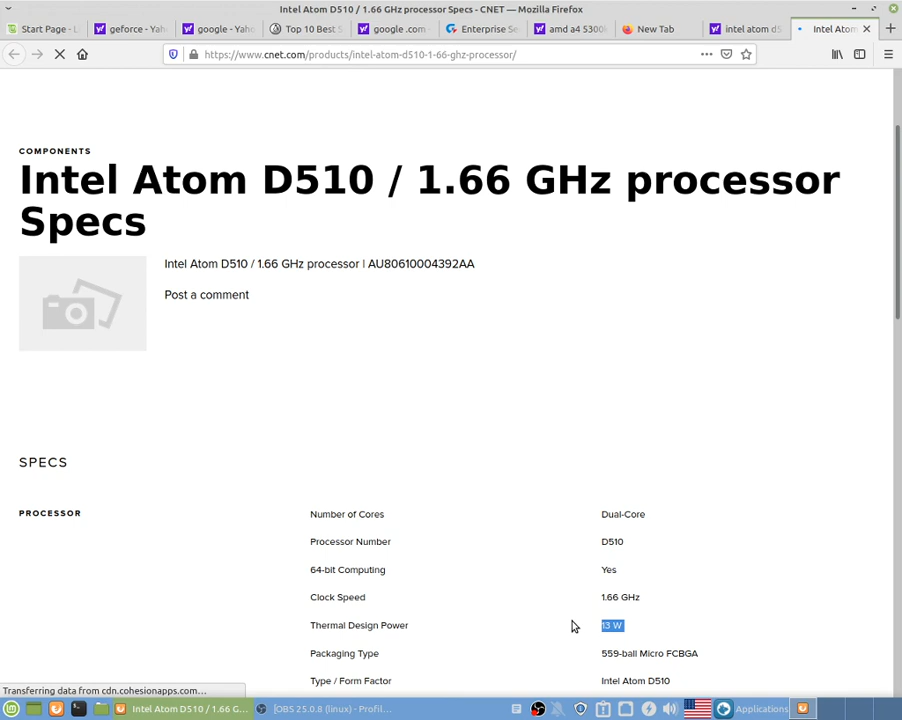 Intel Atom D510 / 1.66 GHz processor Specs - CNET — Mozilla Firefox
Start Page - L
geforce - Yah
google - Yaho
Top 10 Best S
google .com -
Enterprise Se
amd a4 5300
New Tab
intel atom d5
Intel Atom
https://www.cnet.com/products/intel-atom-d510-1-66-ghz-processor/
COMPONENTS
Intel Atom D510 / 1.66 GHz processor
Specs
Intel Atom D510 / 1.66 GHz processor | AU80610004392AA
Post a comment
SPECS
PROCESSOR
Number of Cores Dual-Core
Processor Number D510
64-bit Computing Yes
Clock Speed 1.66 GHz
Thermal Design Power 13 W
Packaging Type 559-ball Micro FCBGA
Type / Form Factor Intel Atom D510
Transferring data from cdn.cohesionapps.com...
Intel Atom D510 / 1.66 G...
[OBS 25.0.8 (linux) - Profil...
Applications